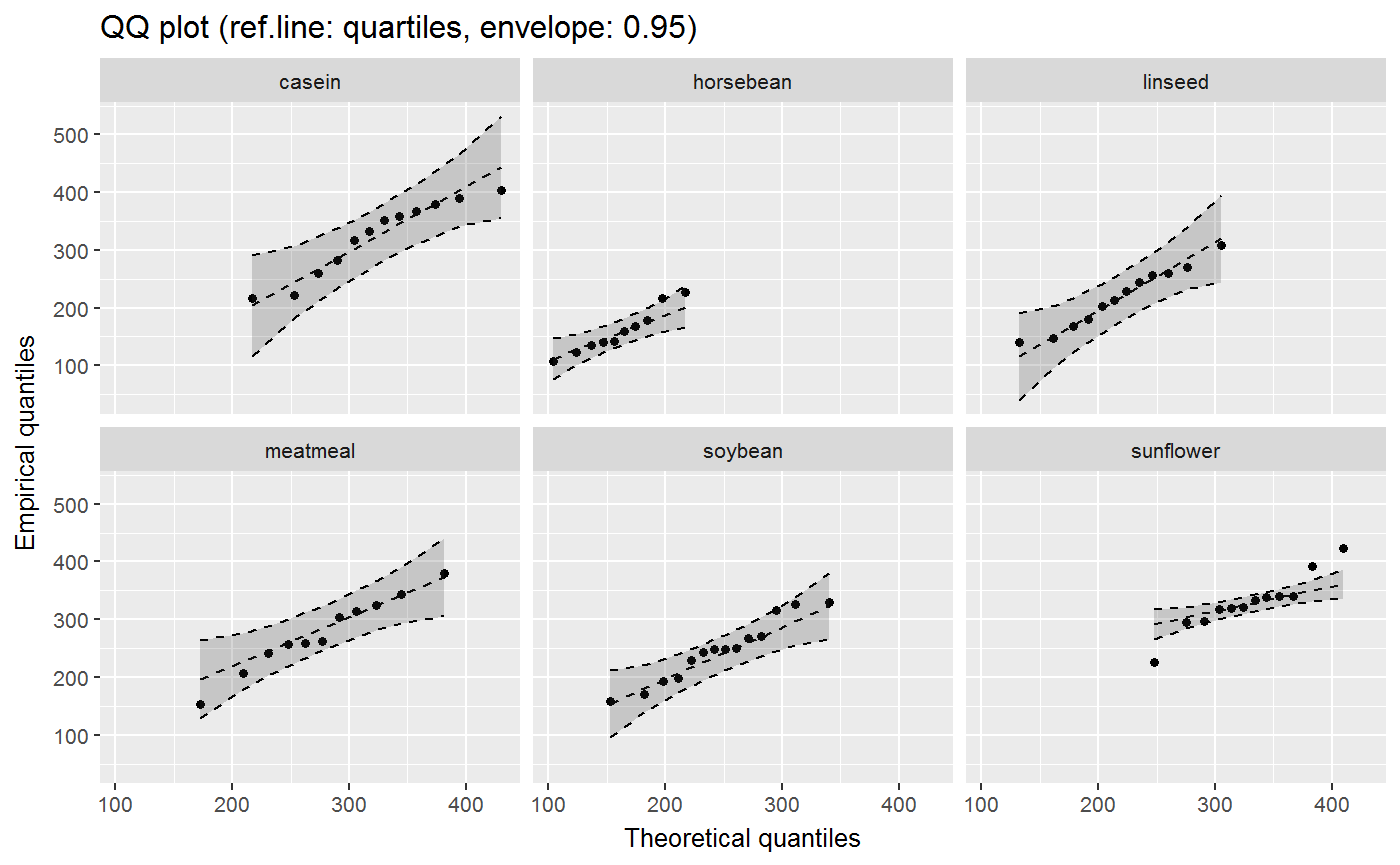 QQ plot (ref.line: quartiles, envelope: 0.95)
casein
horsebean
linseed
500
400
300
200
100
meatmeal
soybean
sunflower
500
400
300
200
100
100 200 300 400 100 200 300 400 100 200 300 400
Theoretical quantiles
Empirical quantiles